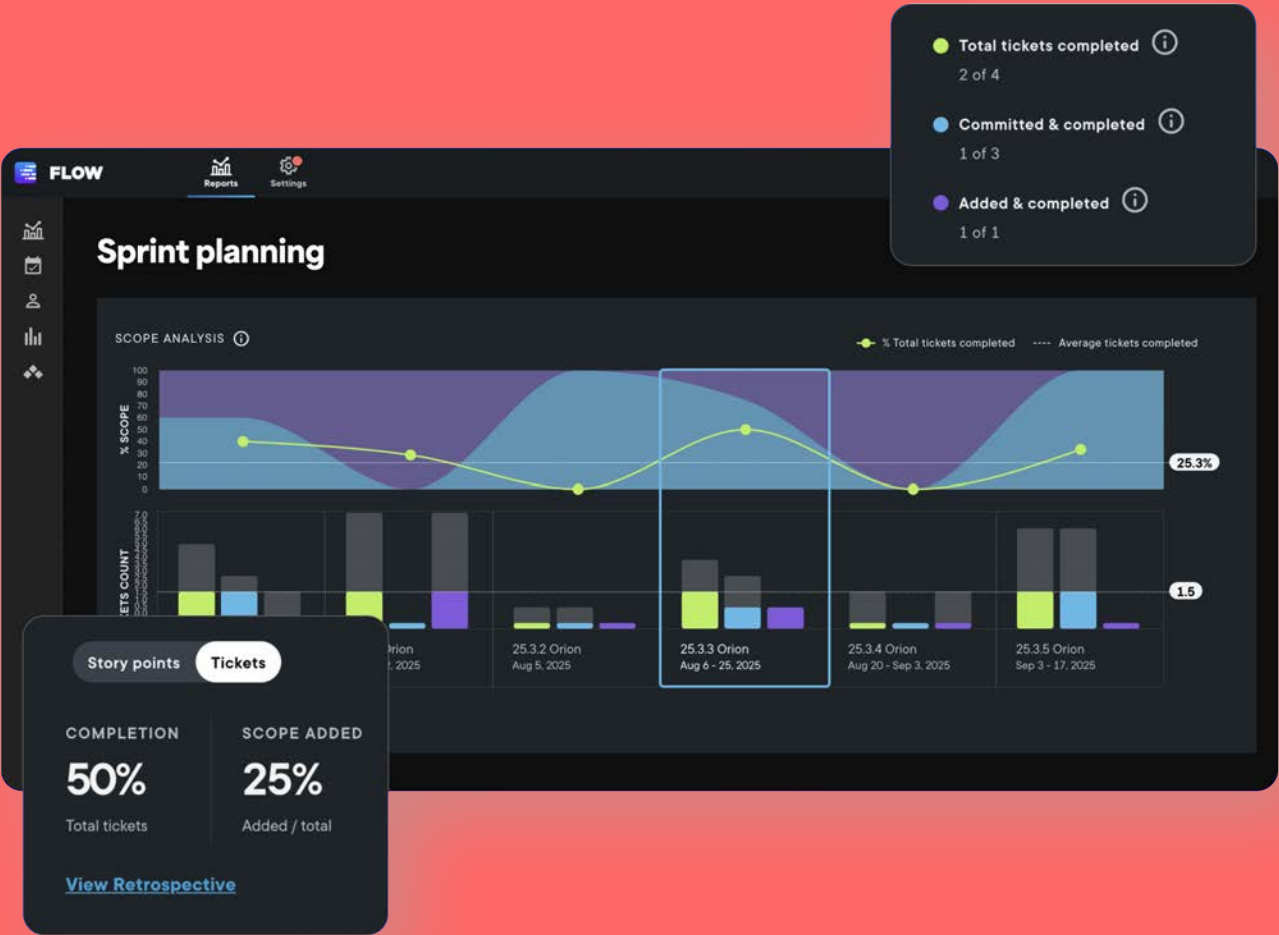 Total tickets completed
2 of 4
Committed & completed
1 of 3
Added & completed
1 of 1
FLOW
Reports
Settings
Sprint planning
SCOPE ANALYSIS
% Total tickets completed
Average tickets completed
% SCOPE
100
90
80
70
60
50
40
30
20
10
0
25.3%
7.0
1.5
25.3.2 Orion
Aug 5, 2025
25.3.3 Orion
Aug 6 - 25, 2025
25.3.4 Orion
Aug 20 - Sep 3, 2025
25.3.5 Orion
Sep 3 - 17, 2025
Story points
Tickets
COMPLETION
50%
Total tickets
SCOPE ADDED
25%
Added / total
View Retrospective